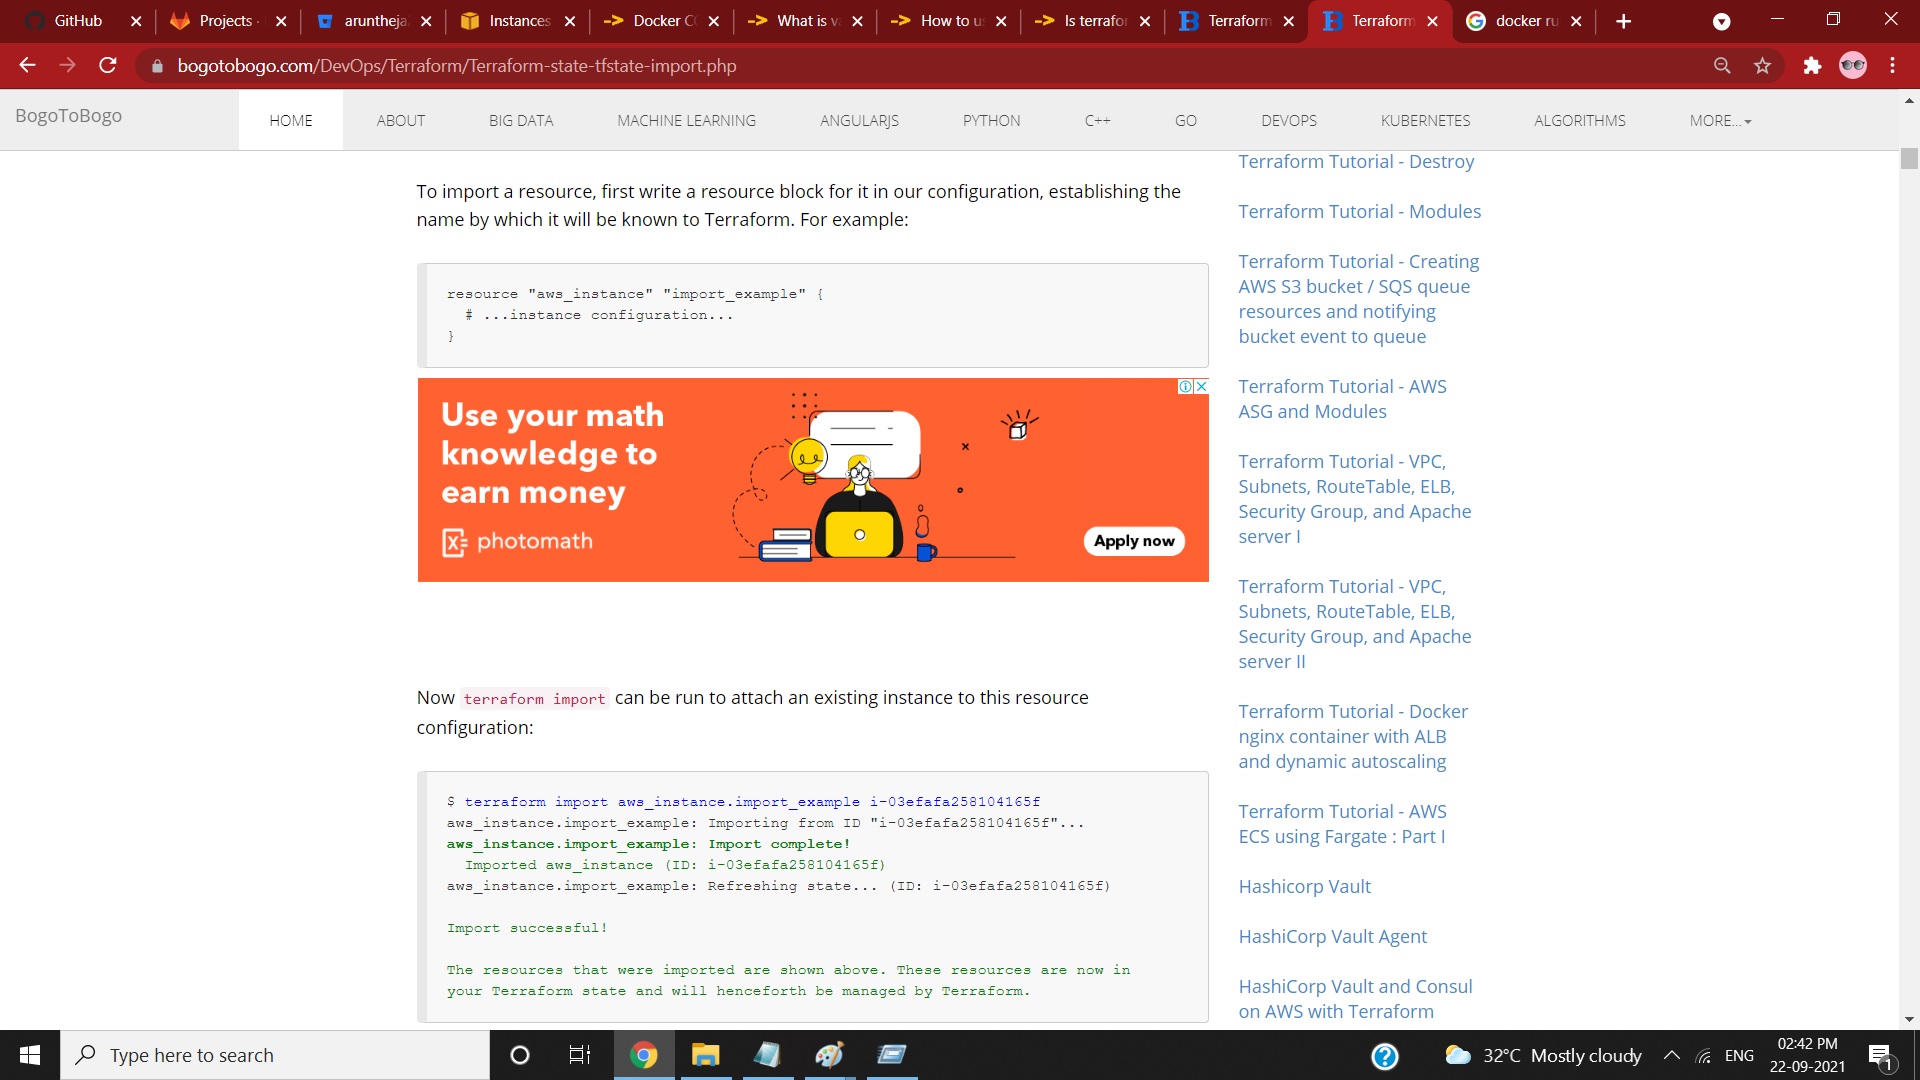 GitHub
Projects
aruntheja
Instances
Docker
What is v
How to u
Is terrafor
Terraform
Terraform
docker ru
bogotobogo.com/DevOps/Terraform/Terraform-state-tfstate-import.php
BogoToBogo
HOME
ABOUT
BIG DATA
MACHINE LEARNING
ANGULARJS
PYTHON
C++
GO
DEVOPS
KUBERNETES
ALGORITHMS
MORE...
To import a resource, first write a resource block for it in our configuration, establishing the
name by which it will be known to Terraform. For example:
resource "aws_instance" "import_example" {
# ...instance configuration...
}
Use your math
knowledge to
earn money
photomath
Apply now
Now terraform import can be run to attach an existing instance to this resource
configuration:
$ terraform import aws_instance.import_example i-03efafa258104165f
aws_instance.import_example: Importing from ID "i-03efafa258104165f"...
aws_instance.import_example: Import complete!
Imported aws_instance (ID: i-03efafa258104165f)
aws_instance.import_example: Refreshing state... (ID: i-03efafa258104165f)
Import successful!
The resources that were imported are shown above. These resources are now in
your Terraform state and will henceforth be managed by Terraform.
Terraform Tutorial - Destroy
Terraform Tutorial - Modules
Terraform Tutorial - Creating
AWS S3 bucket / SQS queue
resources and notifying
bucket event to queue
Terraform Tutorial - AWS
ASG and Modules
Terraform Tutorial - VPC,
Subnets, RouteTable, ELB,
Security Group, and Apache
server I
Terraform Tutorial - VPC,
Subnets, RouteTable, ELB,
Security Group, and Apache
server II
Terraform Tutorial - Docker
nginx container with ALB
and dynamic autoscaling
Terraform Tutorial - AWS
ECS using Fargate : Part I
Hashicorp Vault
HashiCorp Vault Agent
HashiCorp Vault and Consul
on AWS with Terraform
Type here to search
32°C Mostly cloudy
ENG
02:42 PM
22-09-2021
1